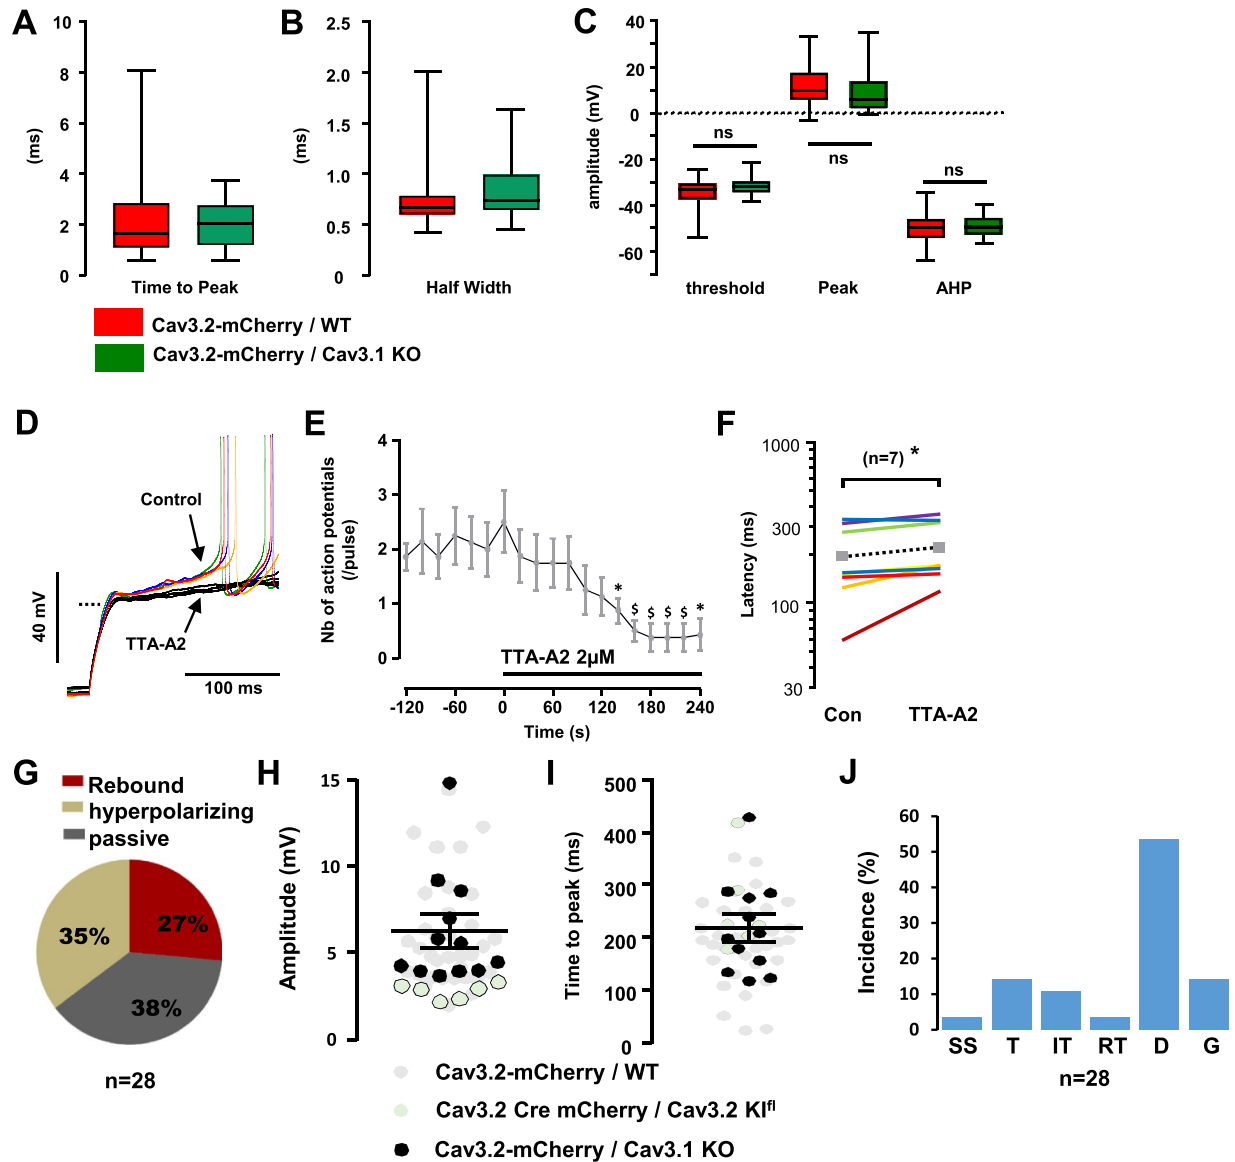 A
10
8
6
4
2
0
(ms)
Time to Peak
B
2.5
2.0
1.5
1.0
0.5
0
(ms)
Half Width
C
40
20
10
0
-20
-40
-60
amplitude (mV)
ns
ns
ns
threshold
Peak
AHP
Cav3.2-mCherry / WT
Cav3.2-mCherry / Cav3.1 KO
D
Control
TTA-A2
40 mV
100 ms
E
4
3
2
1
0
Nb of action potentials
(/pulse)
* $ $ $ $ *
TTA-A2 2µM
-120 -60 0 60 120 180 240
Time (s)
F
1000
300
100
30
Latency (ms)
(n=7) *
Con TTA-A2
G
Rebound
hyperpolarizing
passive
35%
27%
38%
n=28
H
15
10
5
0
Amplitude (mV)
I
500
400
300
200
100
0
Time to peak (ms)
Cav3.2-mCherry / WT
Cav3.2 Cre mCherry / Cav3.2 KIfl
Cav3.2-mCherry / Cav3.1 KO
J
60
50
40
30
20
10
0
Incidence (%)
SS T IT RT D G
n=28